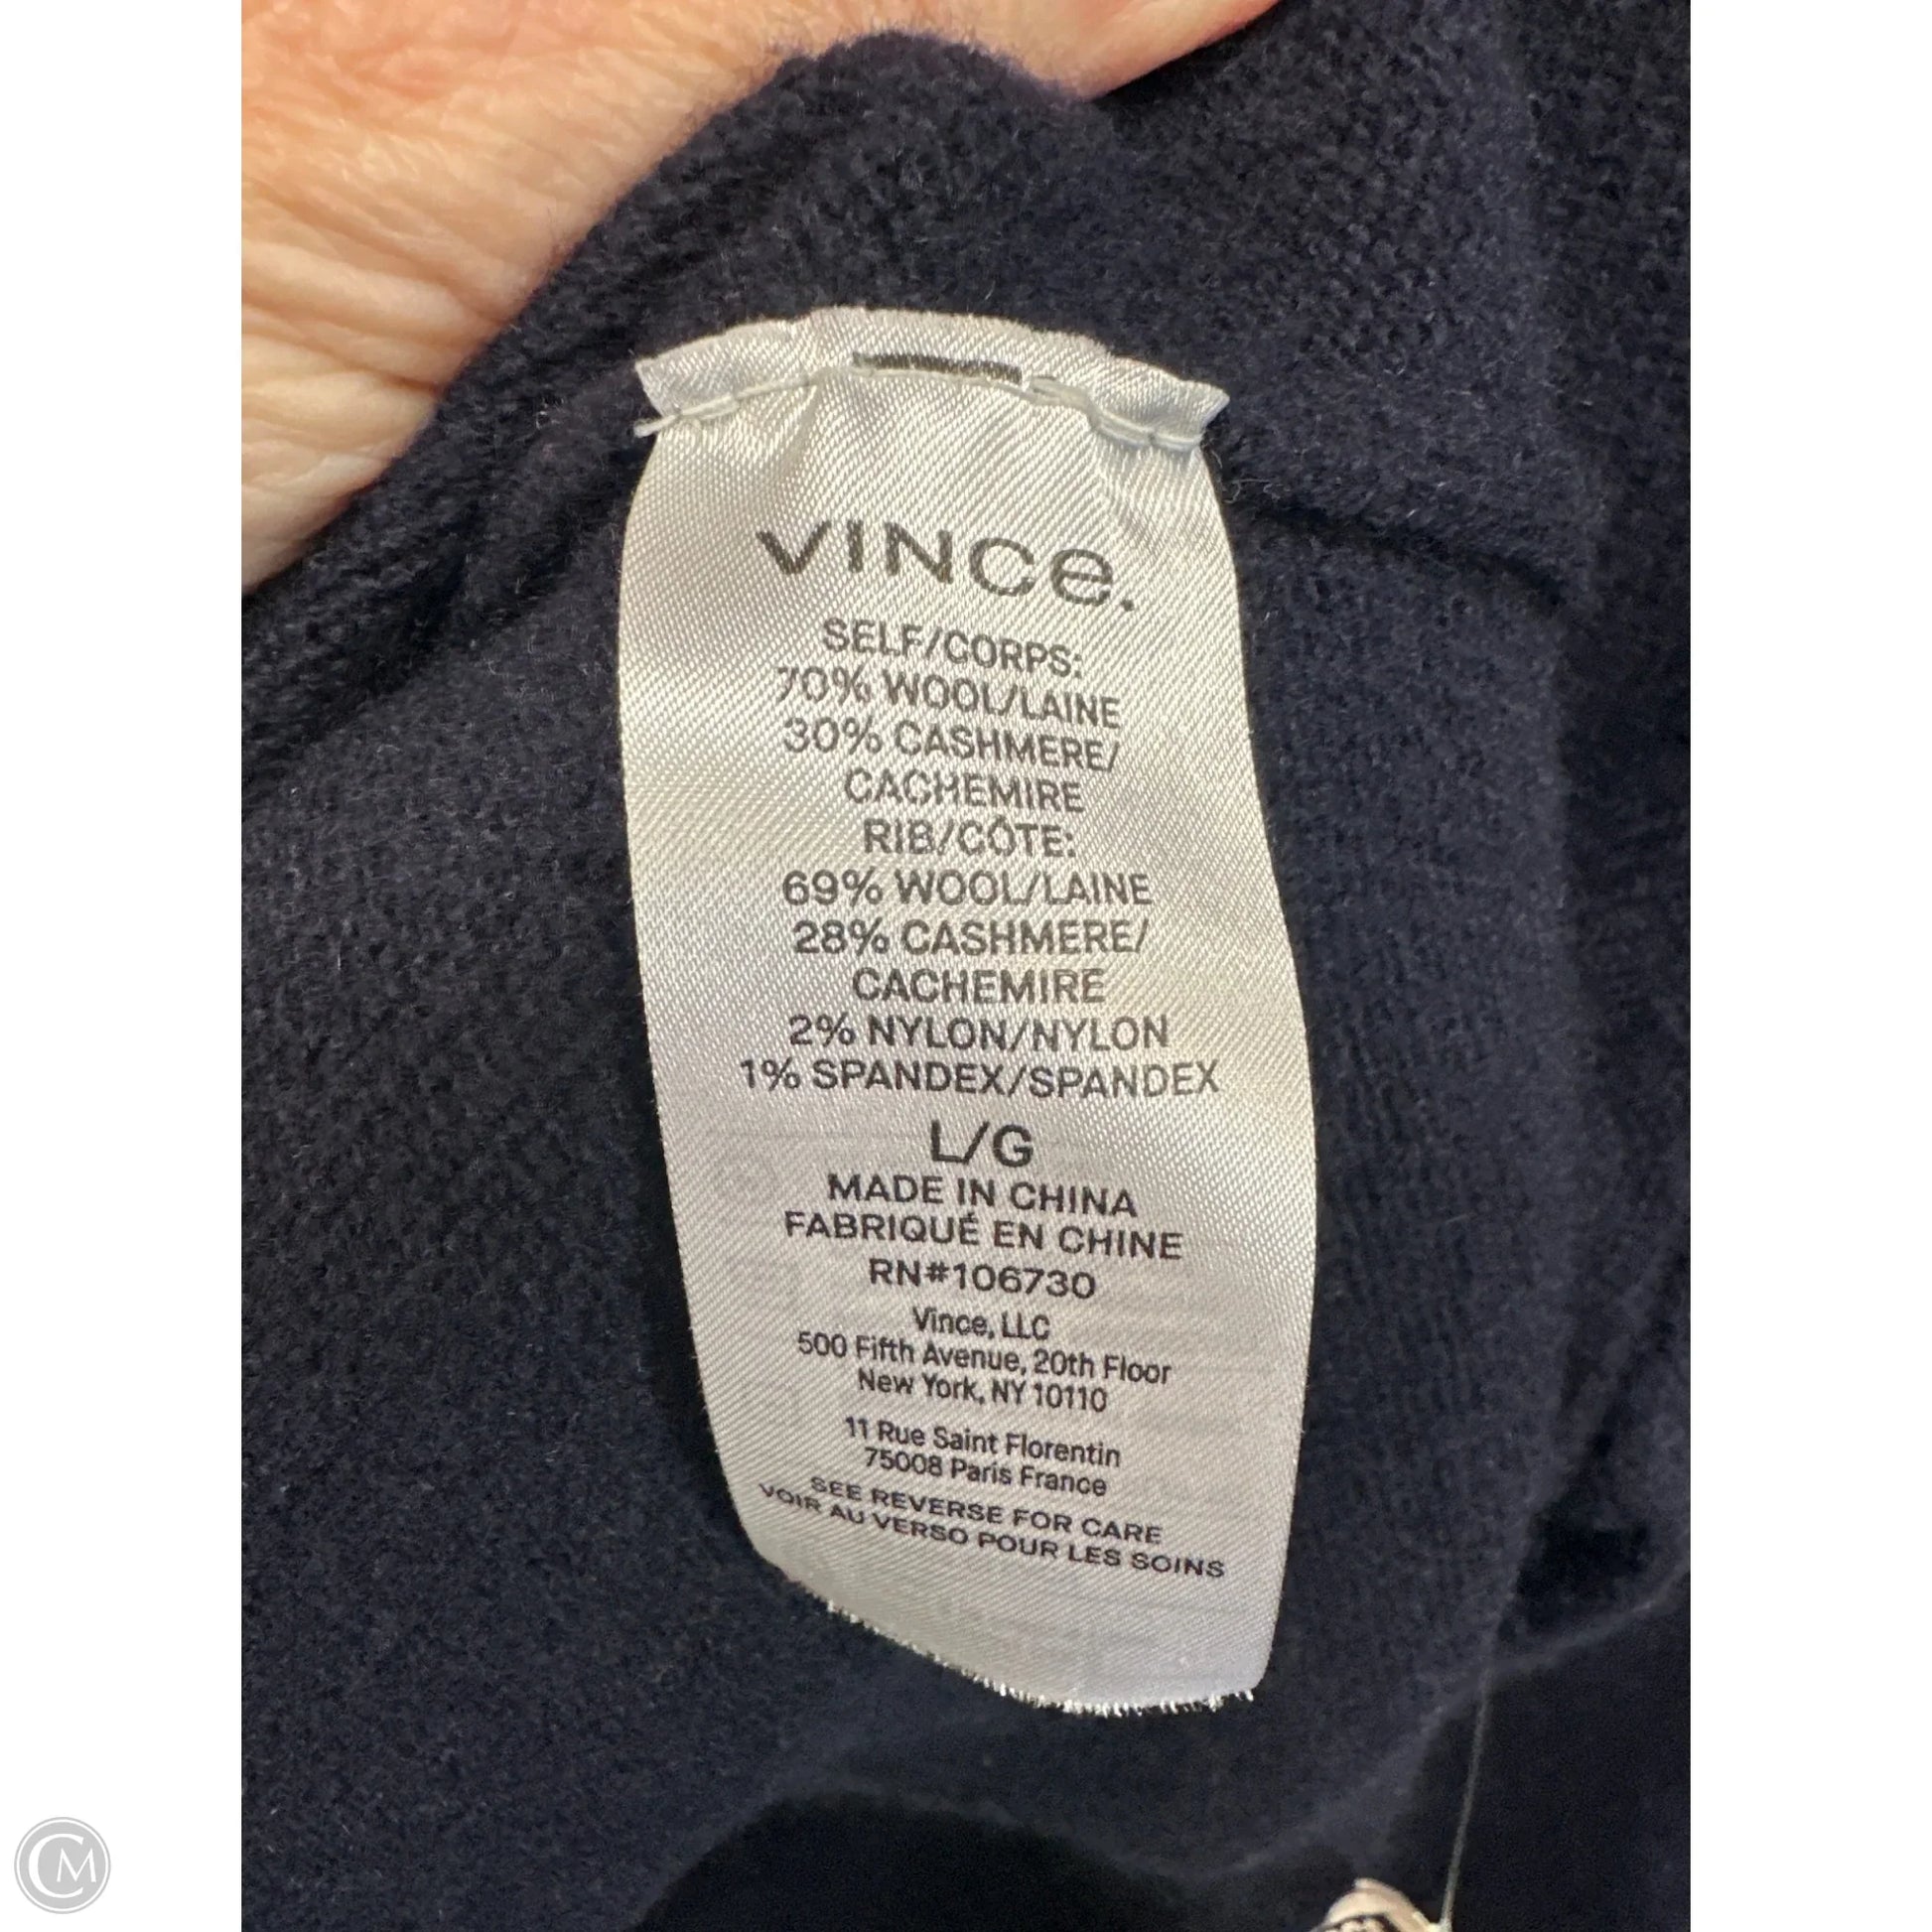 VINCe.
SELF/CORPS:
70% WOOL/LAINE
30% CASHMERE/
CACHEMIRE
RIB/CÔTE:
69% WOOL/LAINE
28% CASHMERE/
CACHEMIRE
2% NYLON/NYLON
1% SPANDEX/SPANDEX
L/G
MADE IN CHINA
FABRIQUÉ EN CHINE
RN#106730
Vince, LLC
500 Fifth Avenue, 20th Floor
New York, NY 10110
11 Rue Saint Florentin
75008 Paris France
SEE REVERSE FOR CARE
VOIR AU VERSO POUR LES SOINS
CM